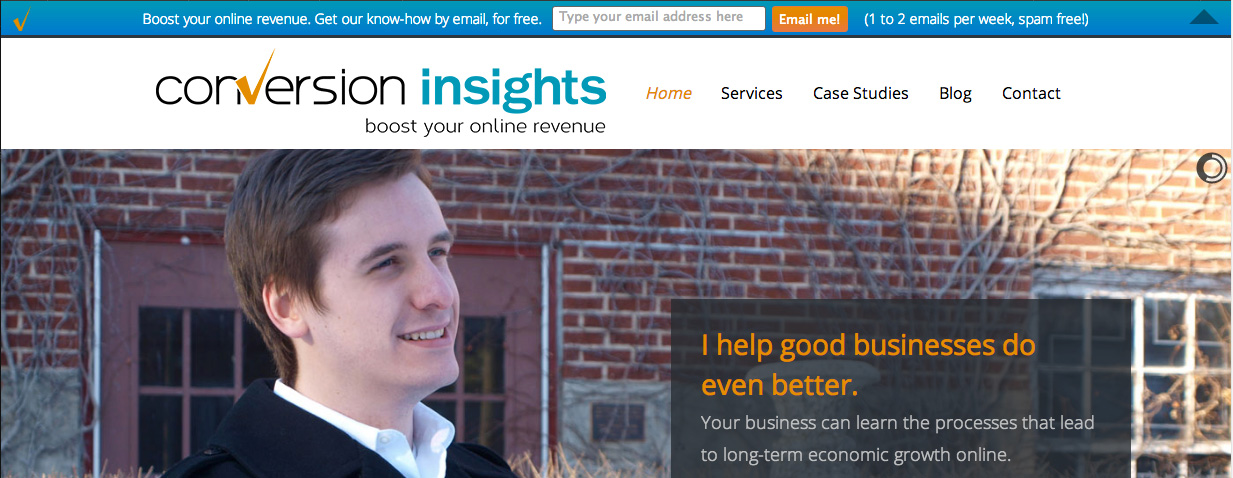 Boost your online revenue. Get our know-how by email, for free. Type your email address here Email me! (1 to 2 emails per week, spam free!)
conversion insights
boost your online revenue
Home Services Case Studies Blog Contact
I help good businesses do
even better.
Your business can learn the processes that lead
to long-term economic growth online.